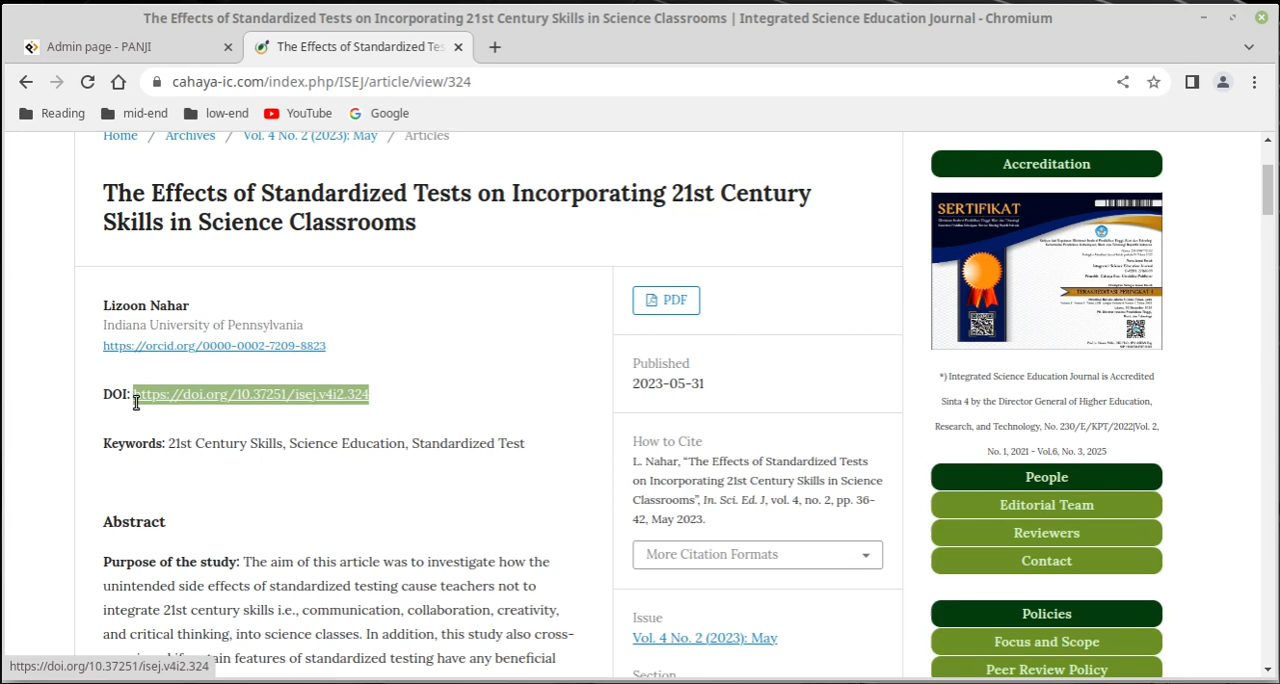 The Effects of Standardized Tests on Incorporating 21st Century Skills in Science Classrooms | Integrated Science Education Journal - Chromium
Admin page - PANJI
The Effects of Standardized Tes
cahaya-ic.com/index.php/ISEJ/article/view/324
Reading
mid-end
low-end
YouTube
Google
Home / Archives / Vol. 4 No. 2 (2023): May / Articles
The Effects of Standardized Tests on Incorporating 21st Century
Skills in Science Classrooms
Lizoon Nahar
Indiana University of Pennsylvania
https://orcid.org/0000-0002-7209-8823
DOI: https://doi.org/10.37251/isej.v4i2.324
Keywords: 21st Century Skills, Science Education, Standardized Test
Abstract
Purpose of the study: The aim of this article was to investigate how the
unintended side effects of standardized testing cause teachers not to
integrate 21st century skills i.e., communication, collaboration, creativity,
and critical thinking, into science classes. In addition, this study also cross-
ain features of standardized testing have any beneficial
https://doi.org/10.37251/isej.v4i2.324
PDF
Published
2023-05-31
How to Cite
L. Nahar, “The Effects of Standardized Tests
on Incorporating 21st Century Skills in Science
Classrooms”, In. Sci. Ed. J, vol. 4, no. 2, pp. 36-
42, May 2023.
More Citation Formats
Issue
Vol. 4 No. 2 (2023): May
Section
Accreditation
SERTIFIKAT
TERAKREDITASI PERINGKAT 4
*) Integrated Science Education Journal is Accredited
Sinta 4 by the Director General of Higher Education,
Research, and Technology, No. 230/E/KPT/2022|Vol. 2,
No. 1, 2021 - Vol.6, No. 3, 2025
People
Editorial Team
Reviewers
Contact
Policies
Focus and Scope
Peer Review Policy